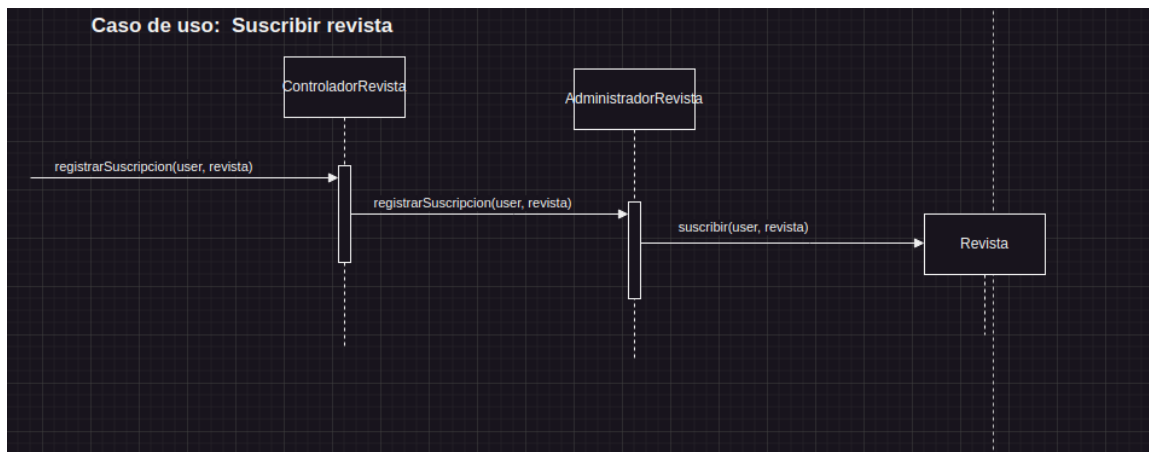 Caso de uso:  Suscribir revista
ControladorRevista
AdministradorRevista
registrarSuscripcion(user, revista)
registrarSuscripcion(user, revista)
suscribir(user, revista)
Revista